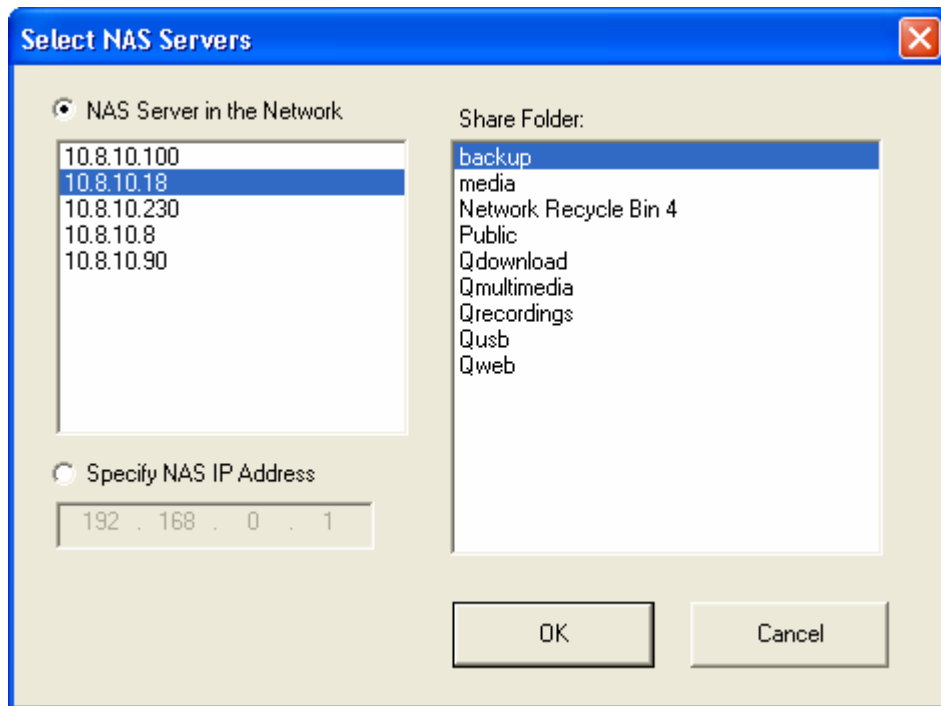 Select NAS Servers
NAS Server in the Network
10.8.10.100
10.8.10.18
10.8.10.230
10.8.10.8
10.8.10.90
Specify NAS IP Address
192 . 168 . 0 . 1
Share Folder:
backup
media
Network Recycle Bin 4
Public
Qdownload
Qmultimedia
Qrecordings
Qusb
Qweb
OK
Cancel